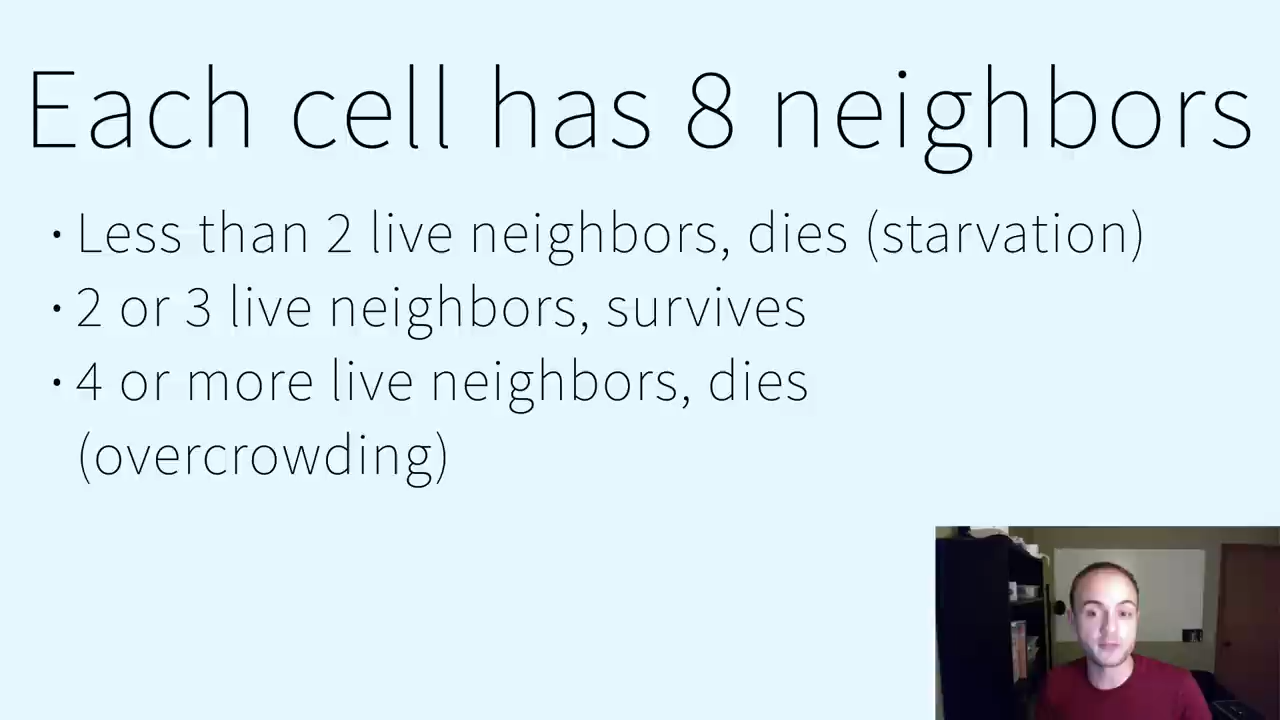 Each cell has 8 neighbors
· Less than 2 live neighbors, dies (starvation)
· 2 or 3 live neighbors, survives
· 4 or more live neighbors, dies
(overcrowding)